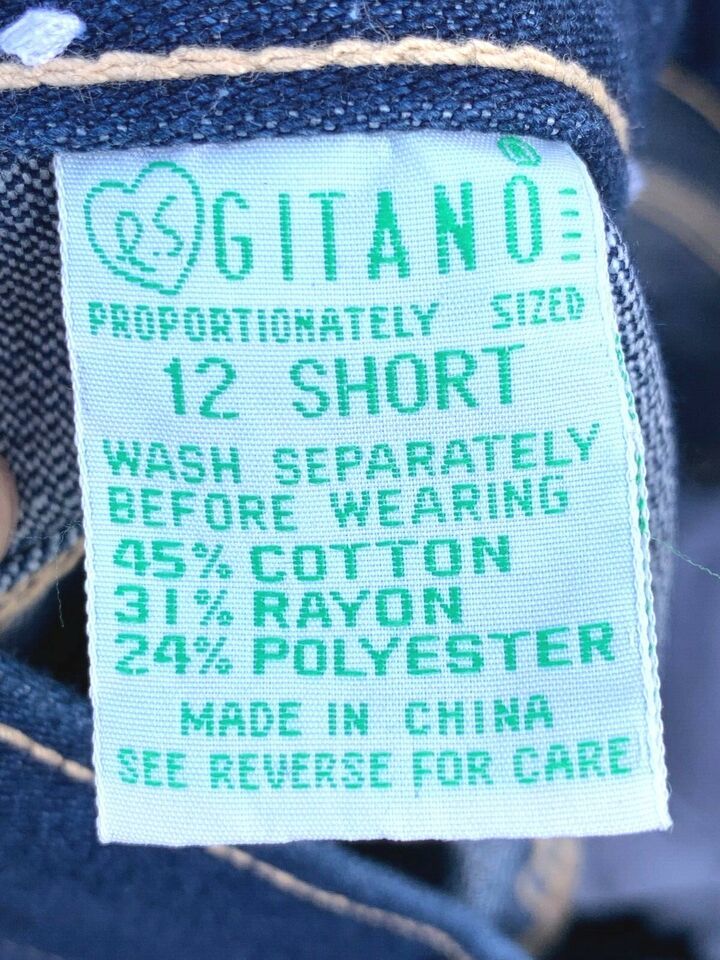 e.s GITANO
PROPORTIONATELY SIZED
12 SHORT
WASH SEPARATELY
BEFORE WEARING
45% COTTON
31% RAYON
24% POLYESTER
MADE IN CHINA
SEE REVERSE FOR CARE